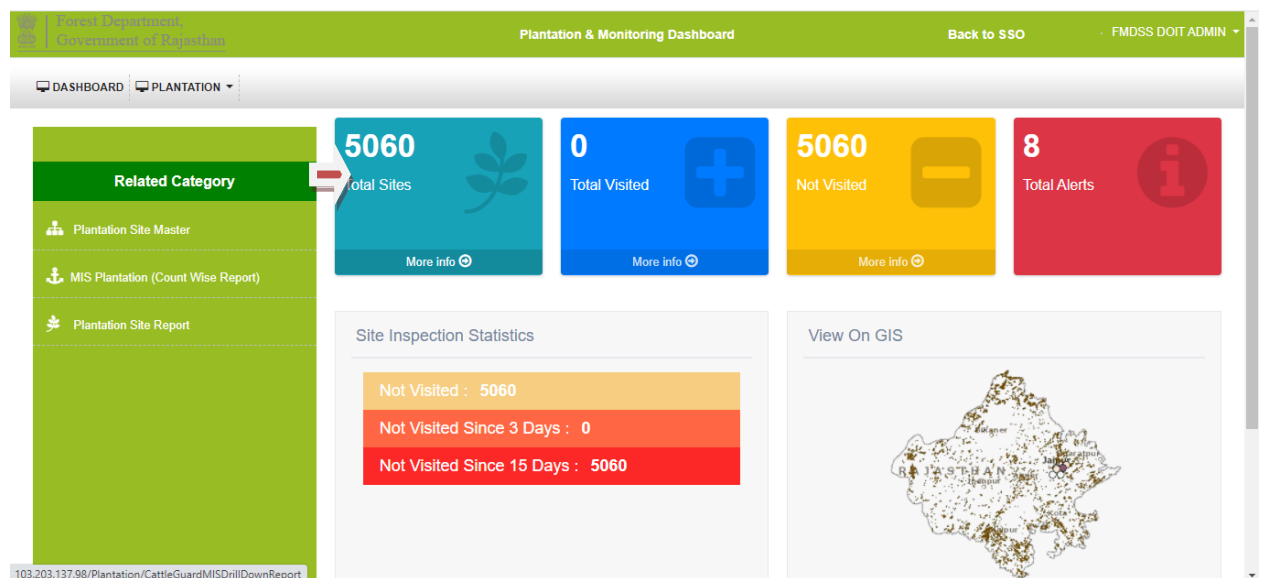 Forest Department,
Government of Rajasthan
Plantation & Monitoring Dashboard
Back to SSO
FMDSS DOIT ADMIN
DASHBOARD
PLANTATION
Related Category
Plantation Site Master
MIS Plantation (Count Wise Report)
Plantation Site Report
5060
Total Sites
More info
0
Total Visited
More info
5060
Not Visited
More info
8
Total Alerts
Site Inspection Statistics
Not Visited : 5060
Not Visited Since 3 Days : 0
Not Visited Since 15 Days : 5060
View On GIS
RAJASTHAN
103.203.137.98/Plantation/CattleGuardMISDrillDownReport